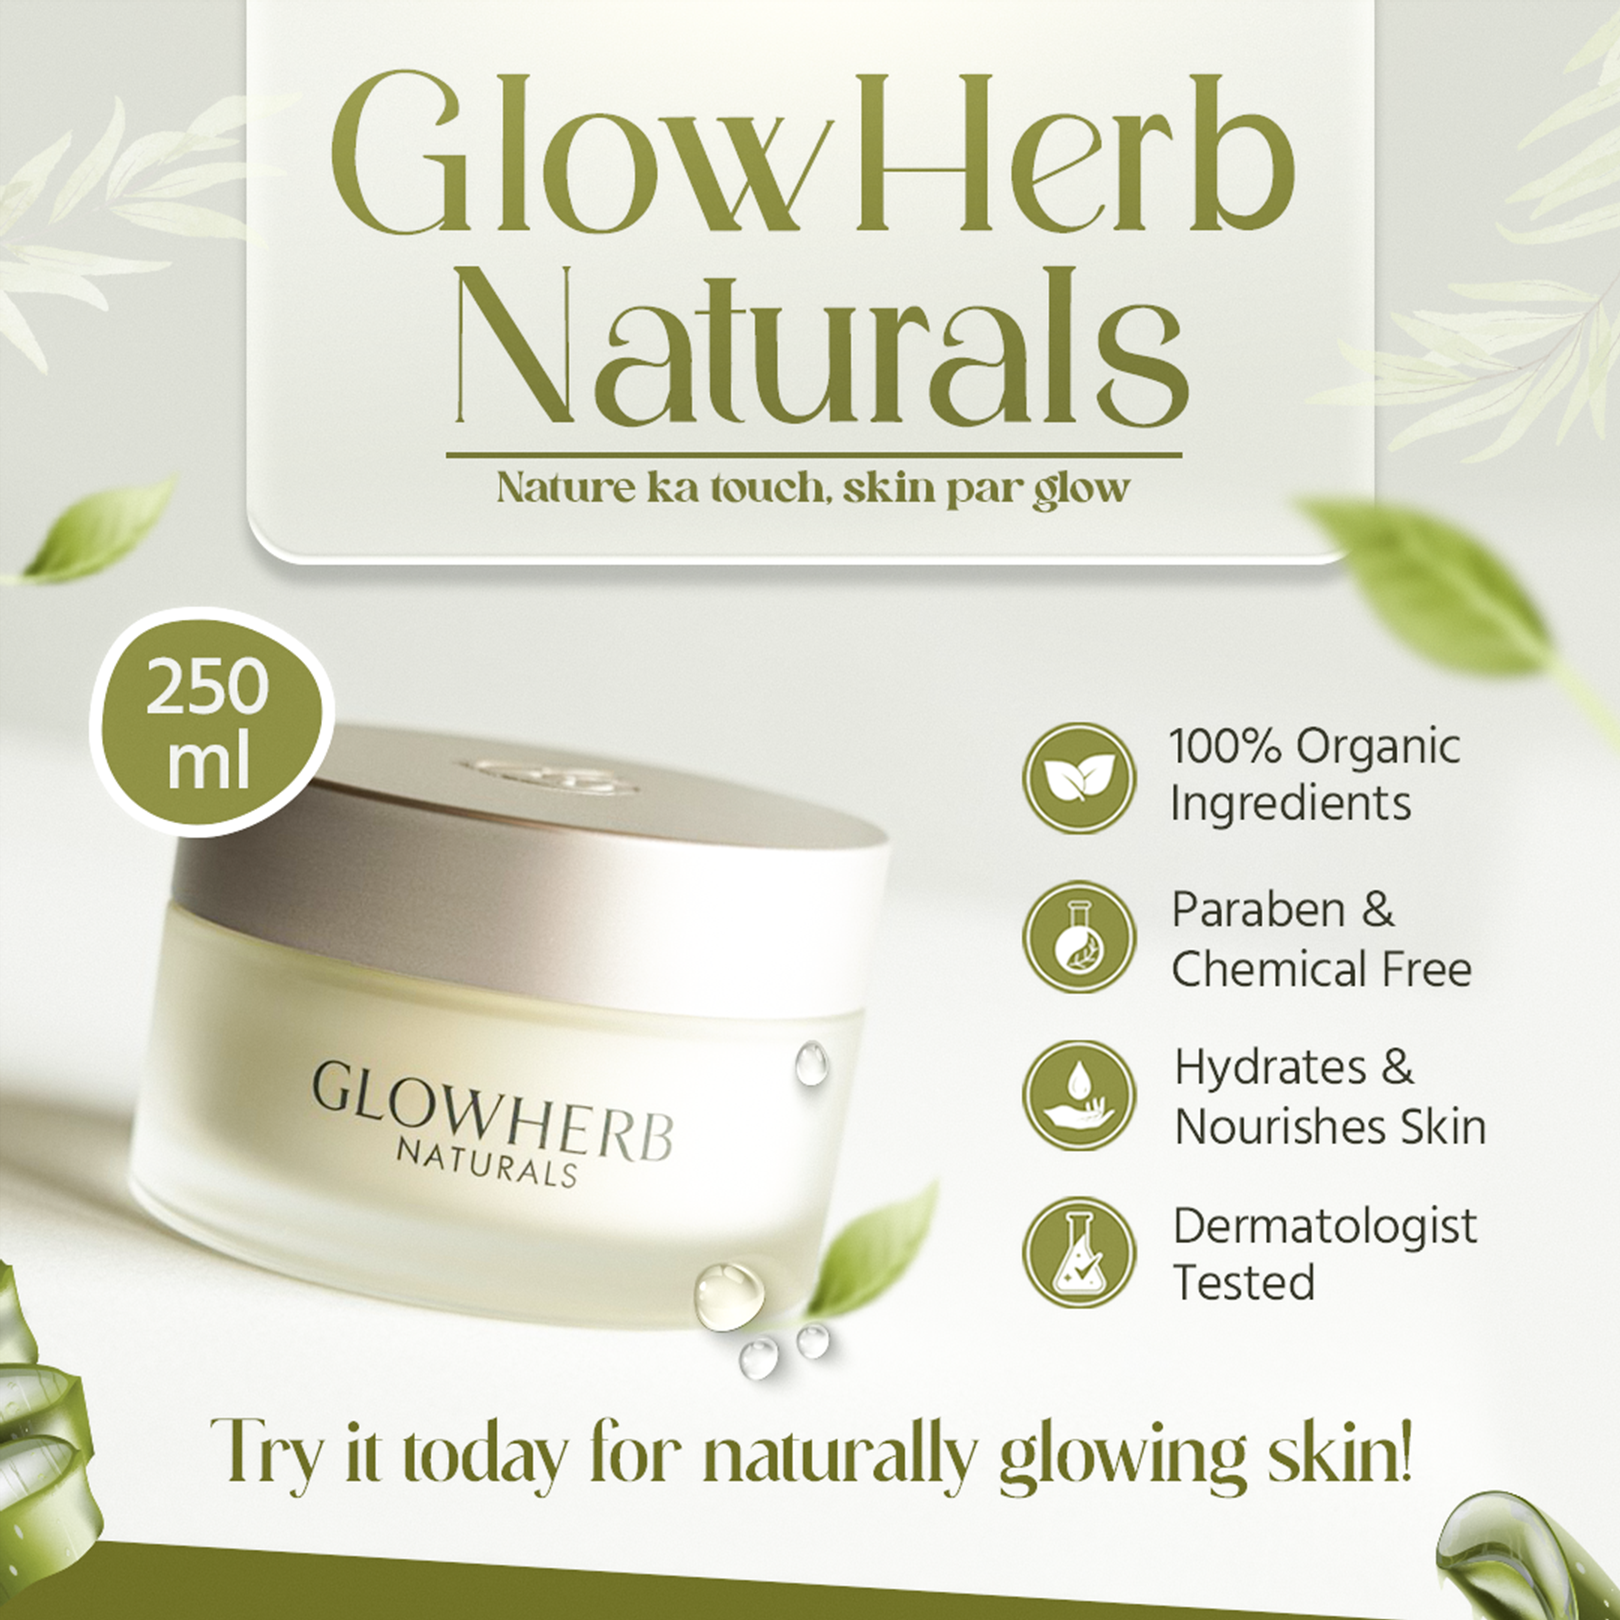 GlowHerb
Naturals
Nature ka touch, skin par glow
250
ml
100% Organic
Ingredients
Paraben &
Chemical Free
Hydrates &
Nourishes Skin
Dermatologist
Tested
GLOWHERB
NATURALS
Try it today for naturally glowing skin!